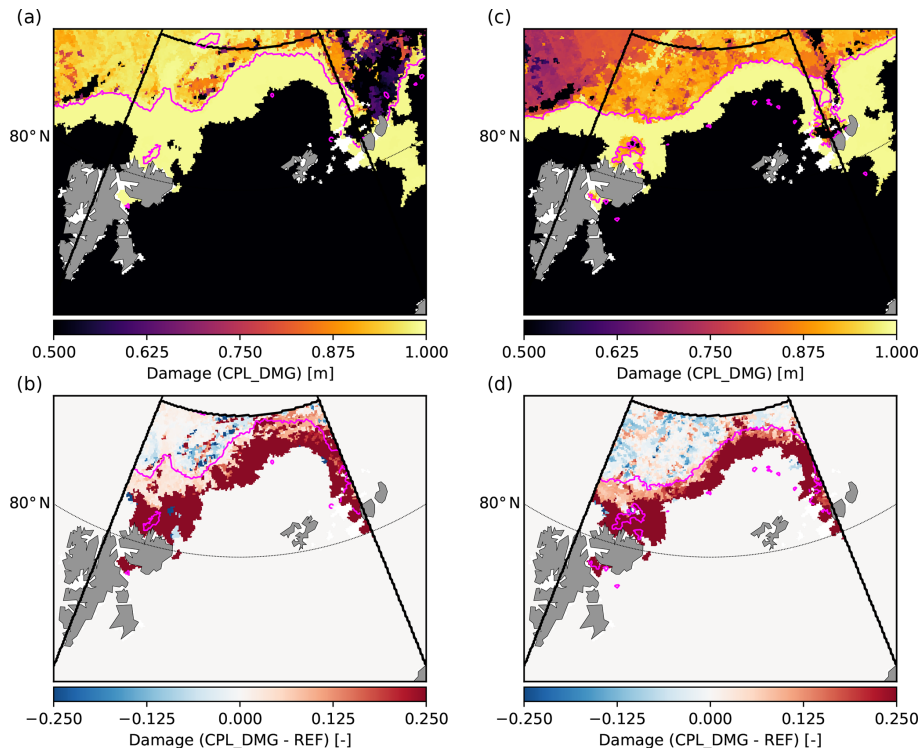 (a)
(c)
80°N
80°N
0.500 0.625 0.750 0.875 1.000
Damage (CPL_DMG) [m]
0.500 0.625 0.750 0.875 1.000
Damage (CPL_DMG) [m]
(b)
(d)
80°N
80°N
−0.250 −0.125 0.000 0.125 0.250
Damage (CPL_DMG - REF) [-]
−0.250 −0.125 0.000 0.125 0.250
Damage (CPL_DMG - REF) [-]